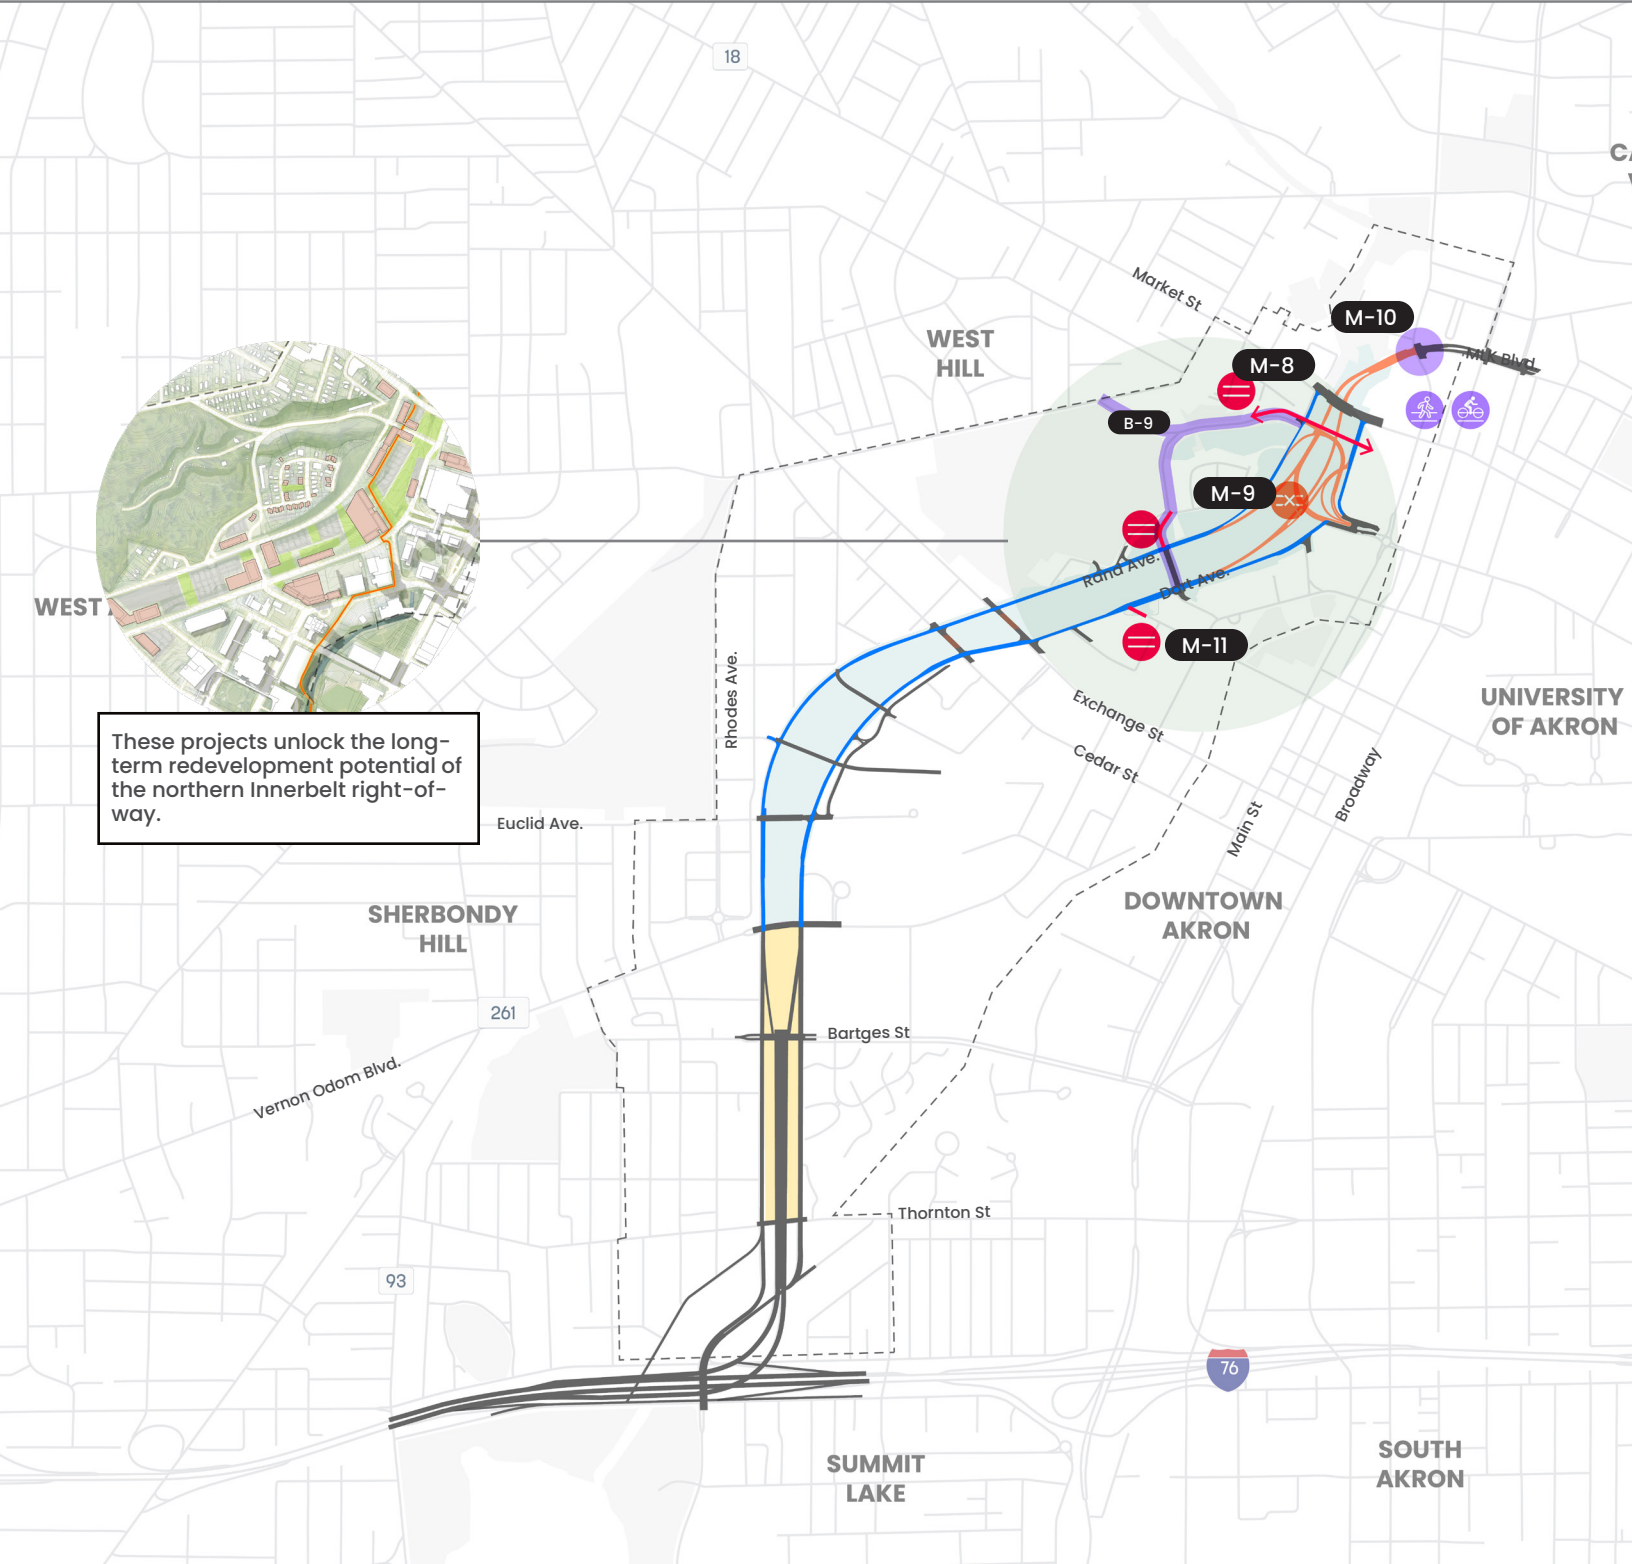 18
CA
V
Market St
M-10
WEST
HILL
M-8
MLK Blvd
B-9
M-9
Rand Ave.
Dart Ave.
WEST
M-11
Rhodes Ave.
Exchange St
UNIVERSITY
OF AKRON
These projects unlock the long-
term redevelopment potential of
the northern Innerbelt right-of-
way.
Cedar St
Broadway
Euclid Ave.
Main St
SHERBONDY
HILL
DOWNTOWN
AKRON
261
Bartges St
Vernon Odom Blvd.
Thornton St
93
76
SUMMIT
LAKE
SOUTH
AKRON